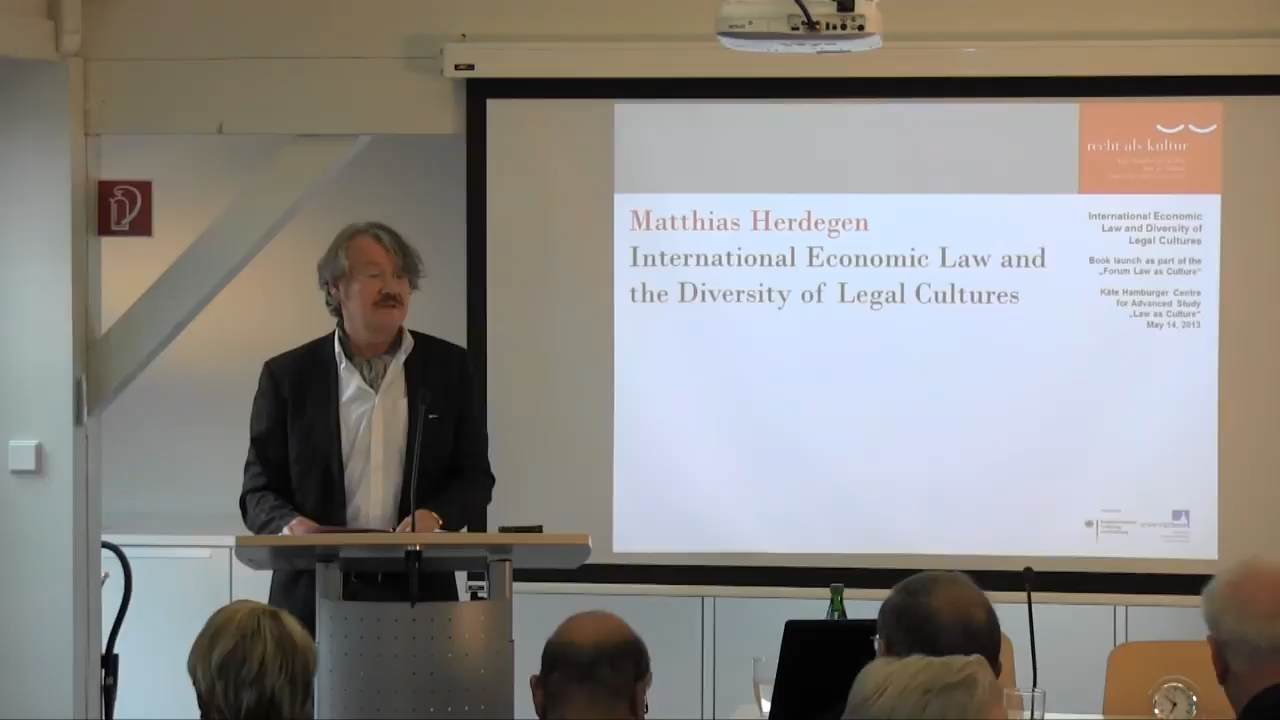 recht als kultur
Matthias Herdegen
International Economic Law and
the Diversity of Legal Cultures
International Economic
Law and Diversity of
Legal Cultures
Book launch as part of the
„Forum Law as Culture“
Käte Hamburger Centre
for Advanced Study
„Law as Culture“
May 14, 2013